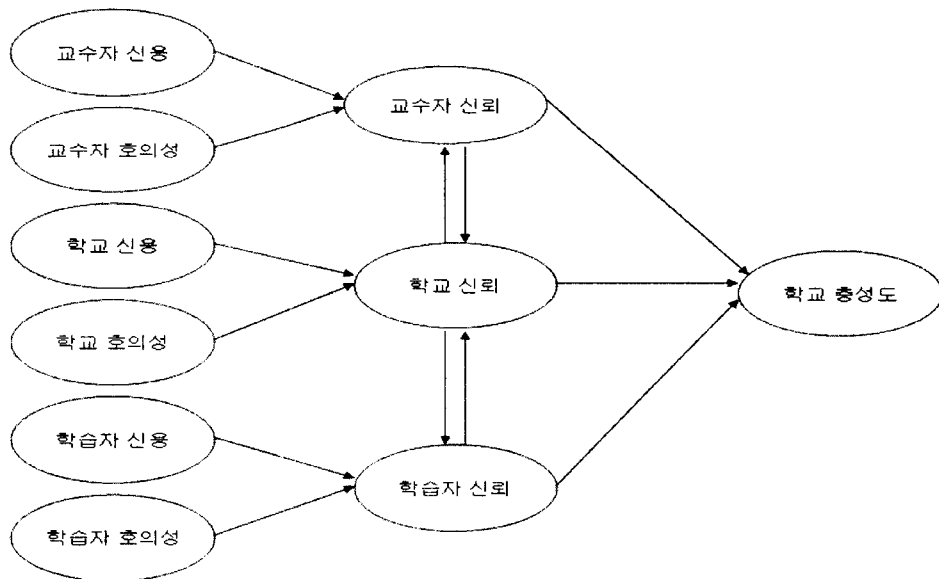 교수자 신용
교수자 호의성
학교 신용
학교 호의성
학습자 신용
학습자 호의성
교수자 신뢰
학교 신뢰
학습자 신뢰
학교 충성도